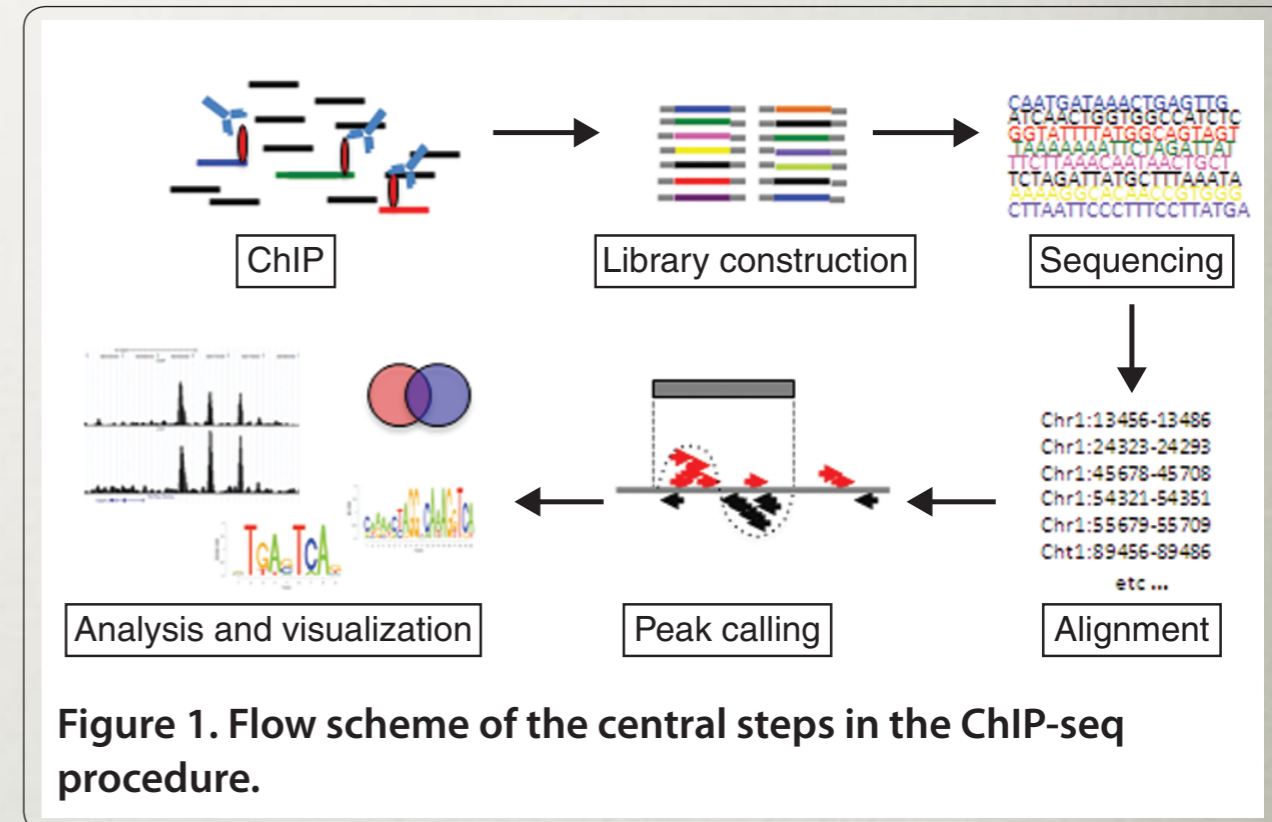 CAATGATAAACTGAGTTG
ATCAACTGGTGGCCATCTC
GGTATTTTATGGCAGTAGT
TAAAAAAATTCTAGATTAT
TTCTTAAACAATAACTGCT
TCTAGATTATGCTTTAAATA
AAAAGGCACAACCGTGGG
CTTAATTCCCTTTCCTTATGA
ChIP
Library construction
Sequencing
Chr1:13456-13486
Chr1:24323-24293
Chr1:45678-45708
Chr1:54321-54351
Chr1:55679-55709
Cht1:89456-89486
etc ...
Analysis and visualization
Peak calling
Alignment
Figure 1. Flow scheme of the central steps in the ChIP-seq
procedure.